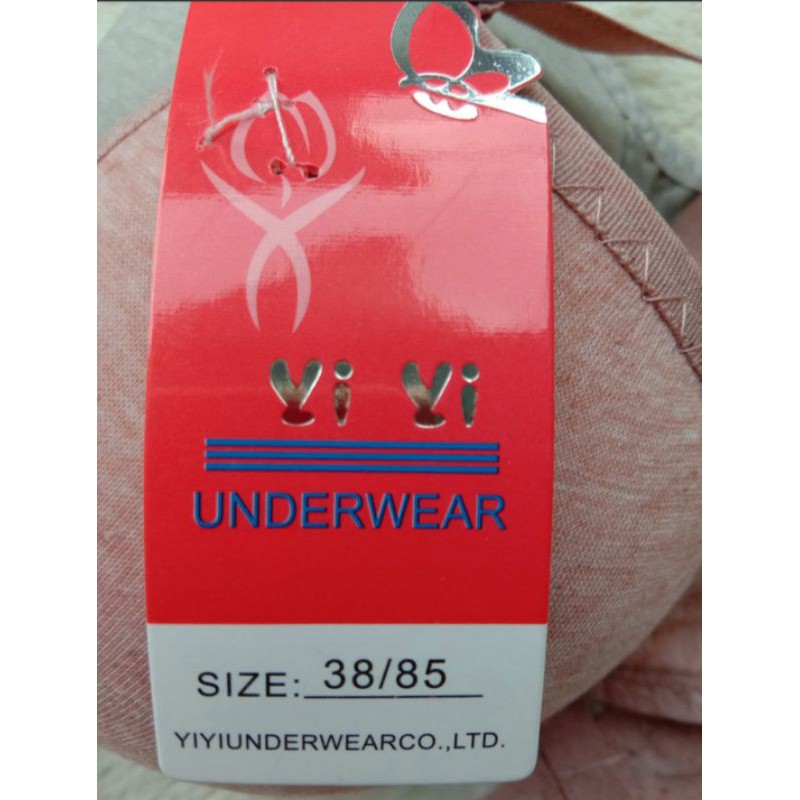 Yi Yi
UNDERWEAR
SIZE: 38/85
YIYIUNDERWEARCO.,LTD.